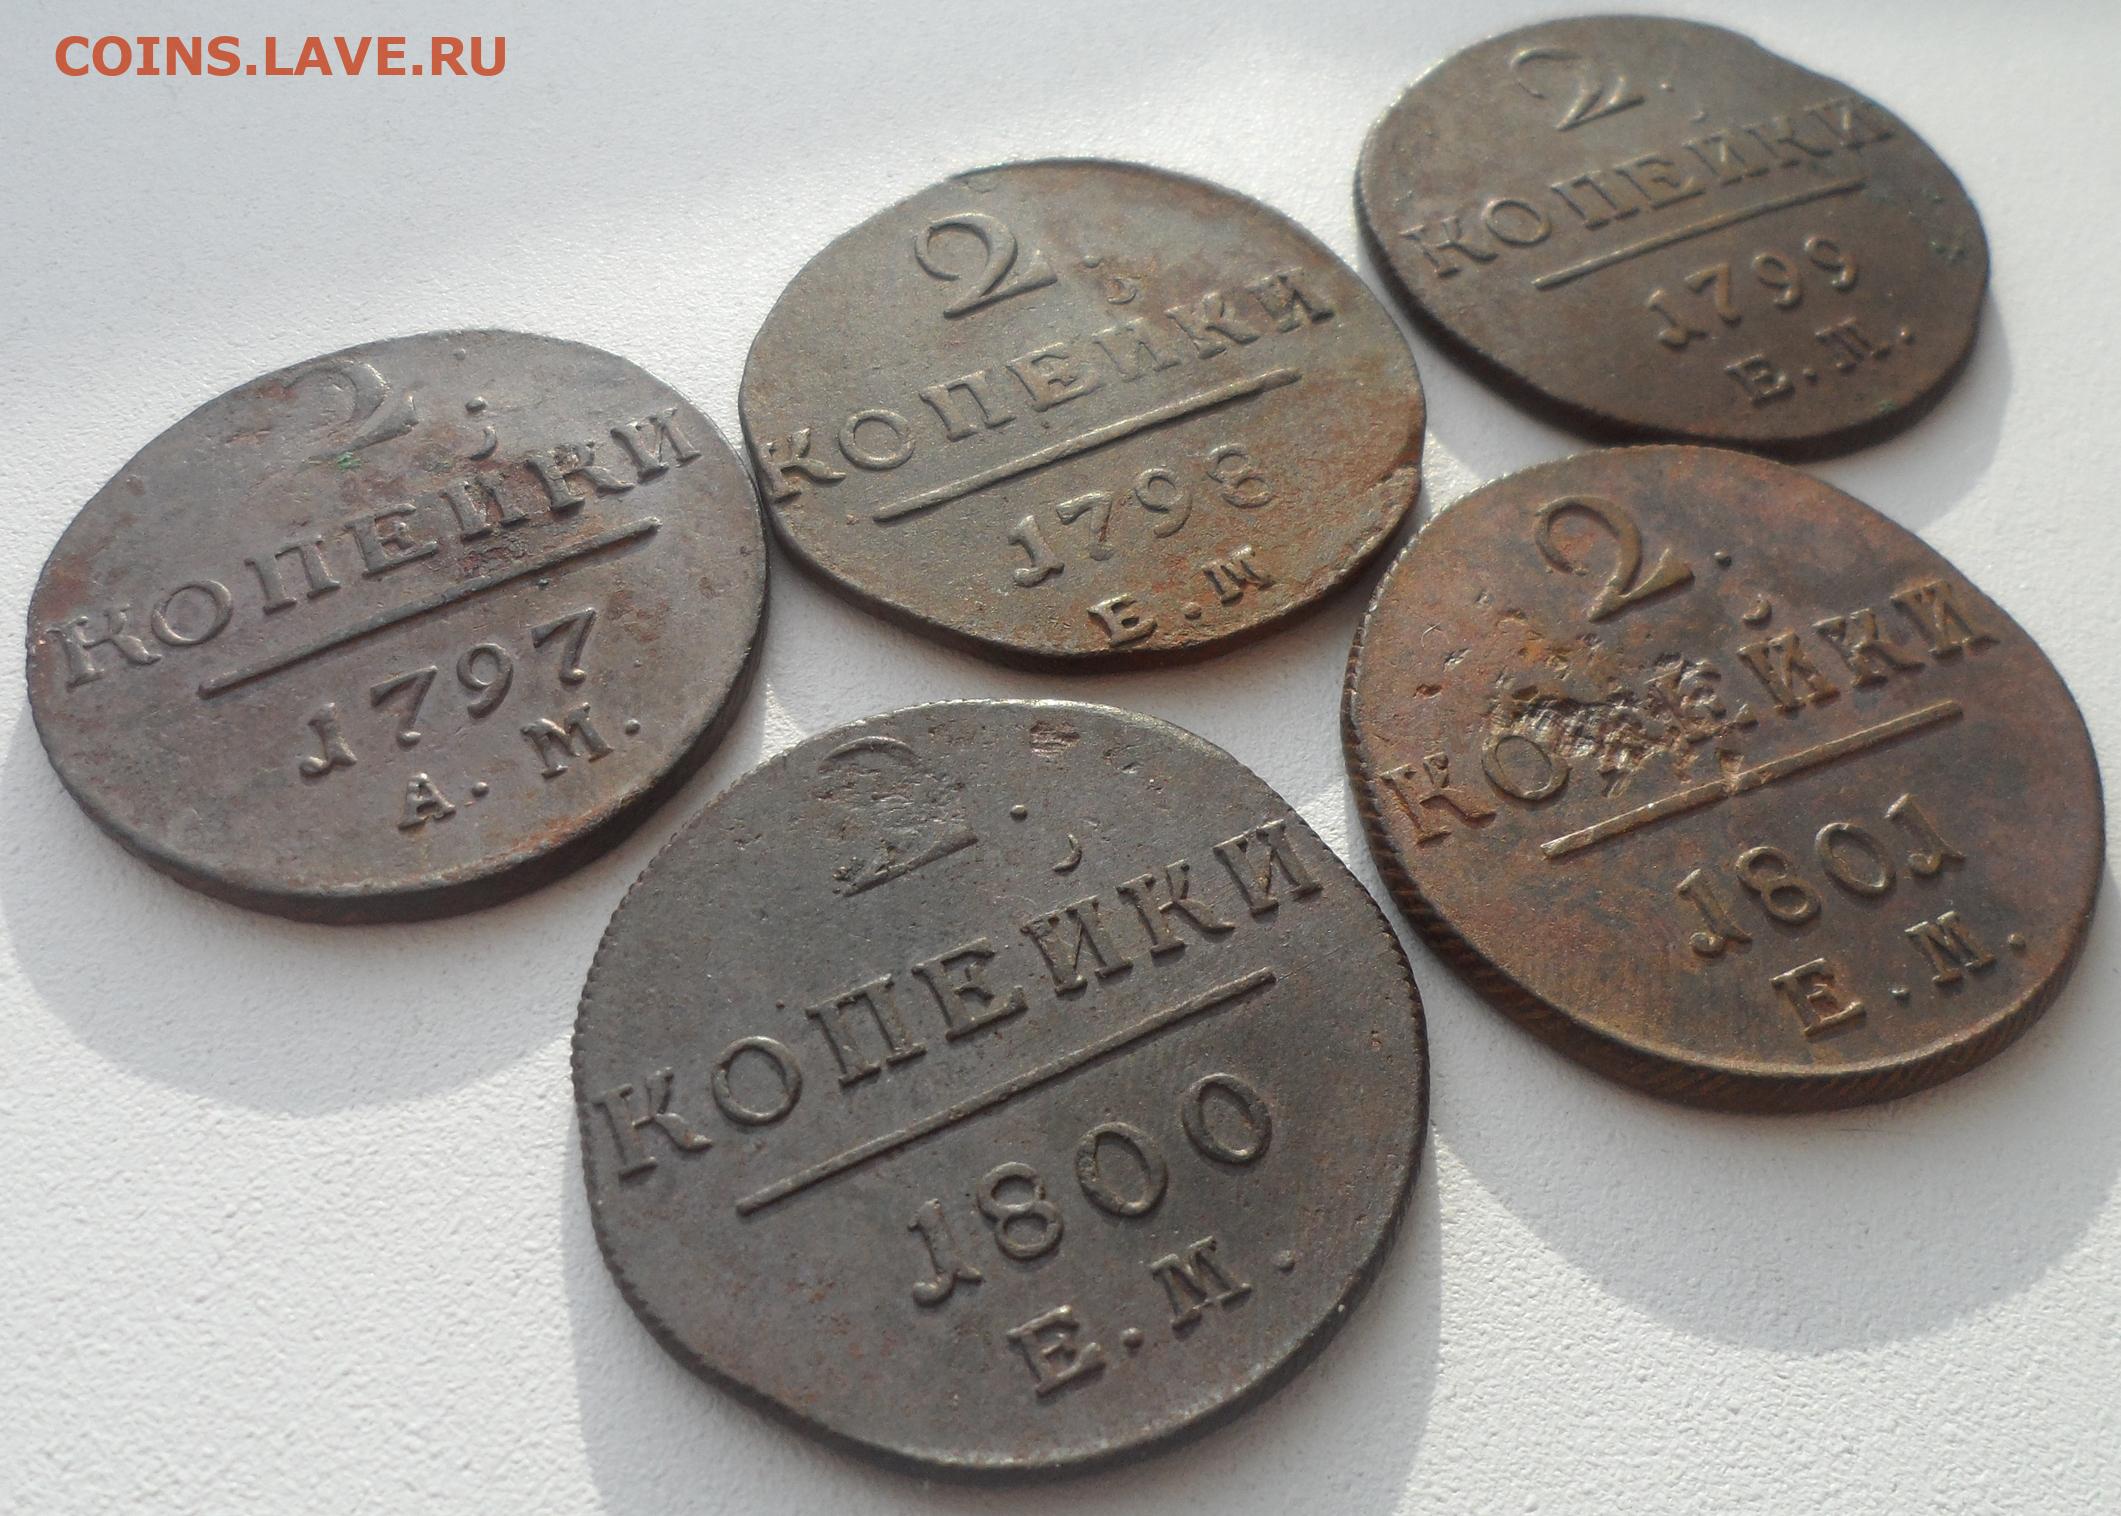 COINS.LAVE.RU
2.
КОПЕЙКИ
1797
А. М.
2.
КОПЕЙКИ
1798
Е. М
2.
КОПЕЙКИ
1799
Е. М.
2.
КОПЕЙКИ
1800
Е. М.
2.
КОПЕЙКИ
1801
Е. М.